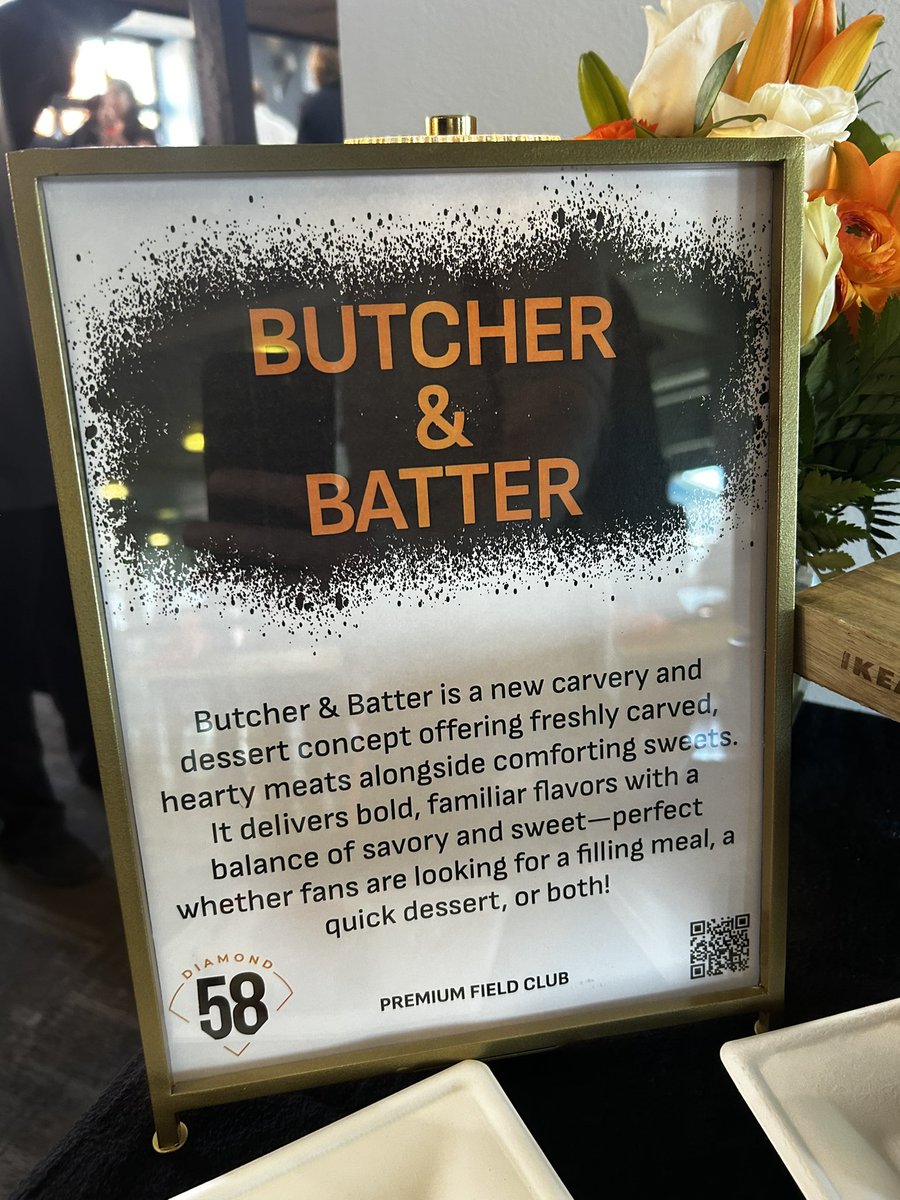 BUTCHER
&
BATTER
Butcher & Batter is a new carvery and
dessert concept offering freshly carved,
hearty meats alongside comforting sweets.
It delivers bold, familiar flavors with a
balance of savory and sweet—perfect
whether fans are looking for a filling meal, a
quick dessert, or both!
DIAMOND
58
PREMIUM FIELD CLUB